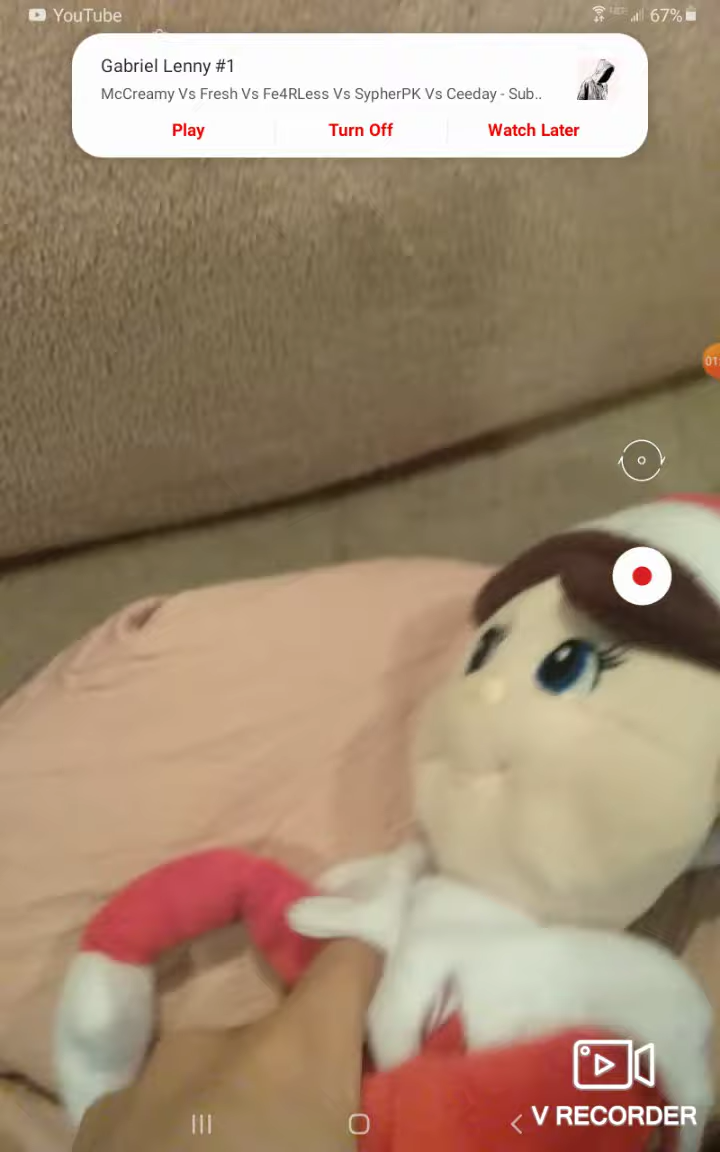 YouTube
67%
Gabriel Lenny #1
McCreamy Vs Fresh Vs Fe4RLess Vs SypherPK Vs Ceeday - Sub..
Play Turn Off Watch Later
01:
V RECORDER